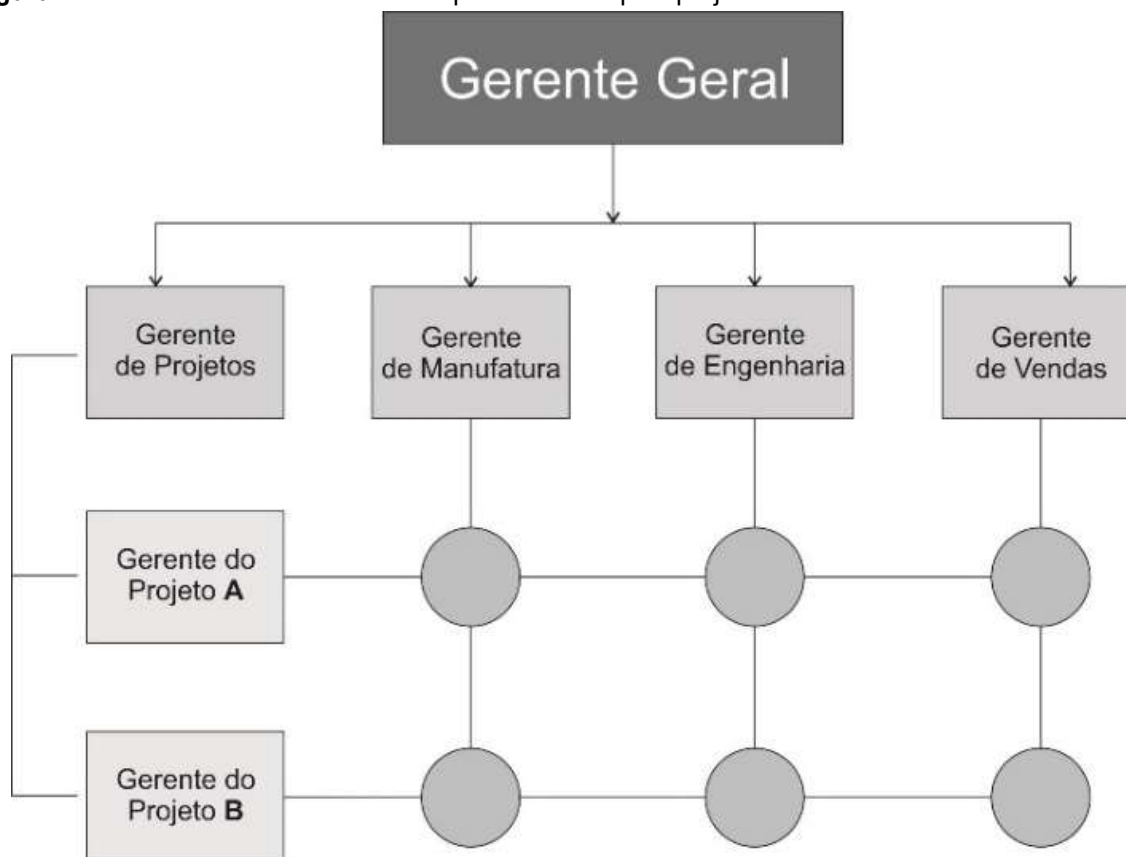 Gerente Geral
Gerente
de Projetos
Gerente
de Manufatura
Gerente
de Engenharia
Gerente
de Vendas
Gerente do
Projeto A
Gerente do
Projeto B